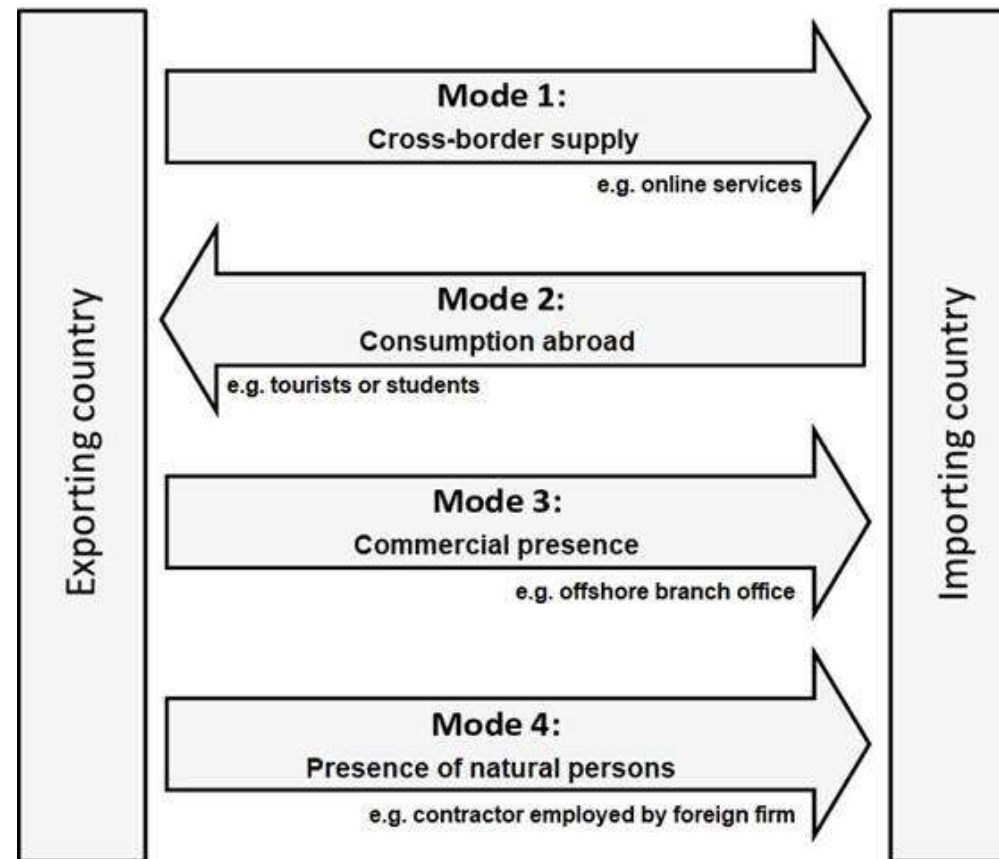 Exporting country
Mode 1:
Cross-border supply
e.g. online services
Mode 2:
Consumption abroad
e.g. tourists or students
Mode 3:
Commercial presence
e.g. offshore branch office
Mode 4:
Presence of natural persons
e.g. contractor employed by foreign firm
Importing country